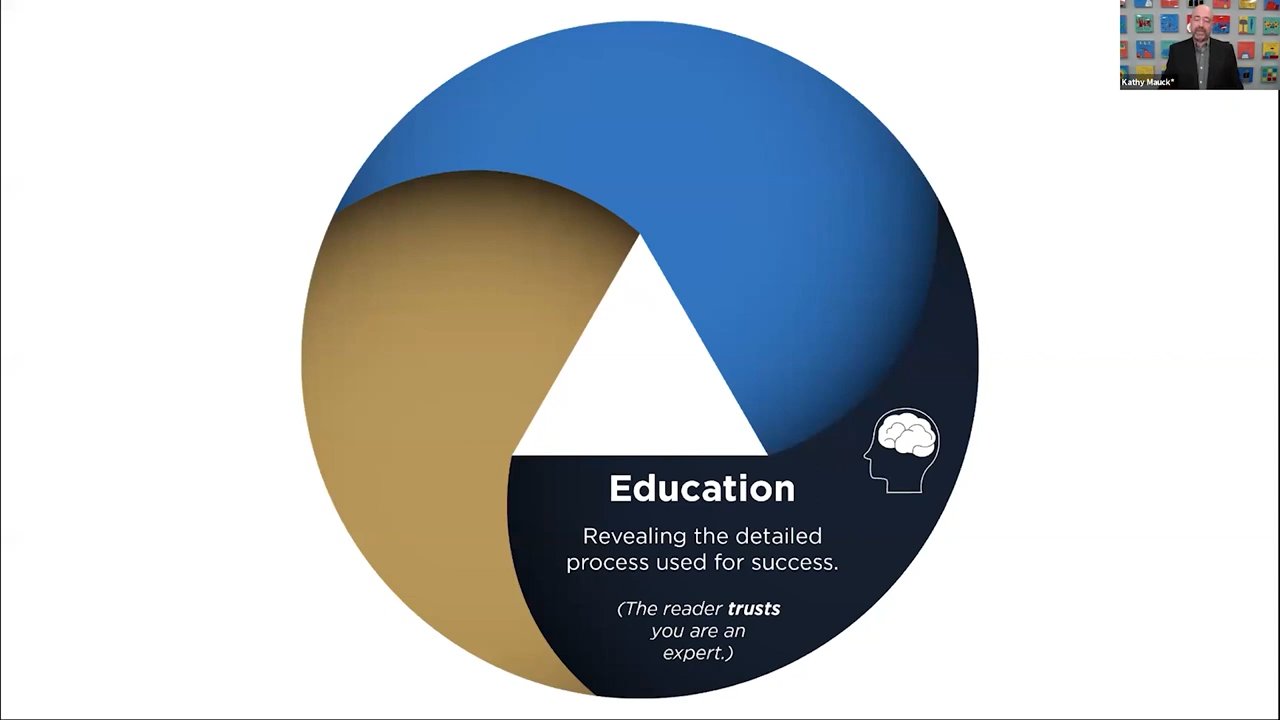 Kathy Mauck*
Education
Revealing the detailed
process used for success.
(The reader trusts
you are an
expert.)